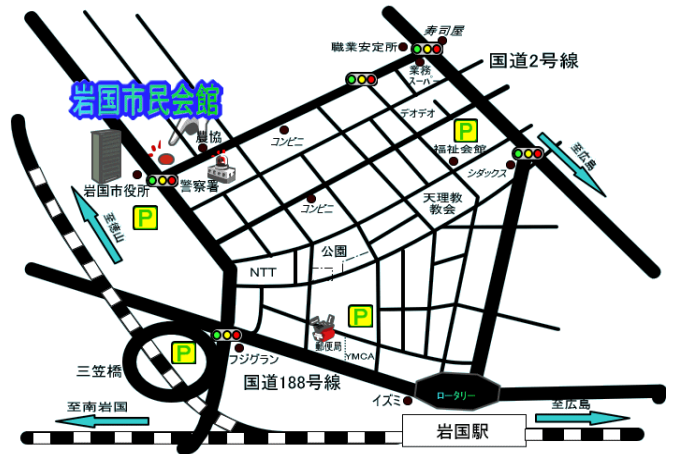 寿司屋
職業安定所
国道2号線
業務
スーパー
岩国市民会館
デオデオ
P
農協
コンビニ
福祉会館
至広島
シダックス
岩国市役所
警察署
天理教
教会
コンビニ
P
至徳山
公園
NTT
P
郵便局
YMCA
P
フジグラン
三笠橋
国道188号線
イズミ
ロータリー
至南岩国
至広島
岩国駅